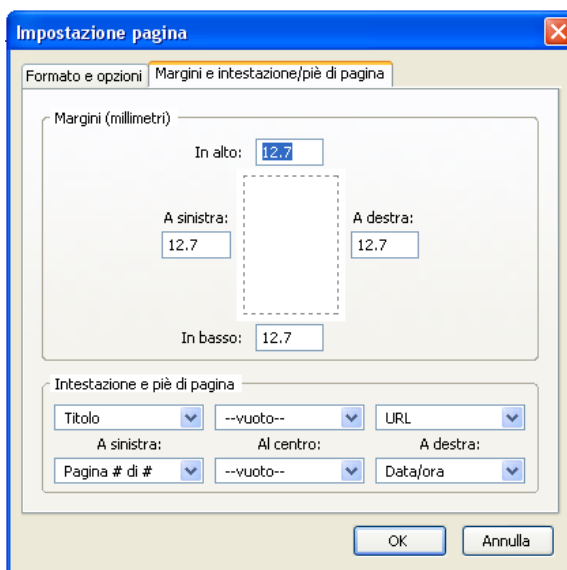 Impostazione pagina
Formato e opzioni Margini e intestazione/piè di pagina
Margini (millimetri)
In alto: 12.7
A sinistra: A destra:
12.7 12.7
In basso: 12.7
Intestazione e piè di pagina
Titolo --vuoto-- URL
A sinistra: Al centro: A destra:
Pagina # di # --vuoto-- Data/ora
OK Annulla